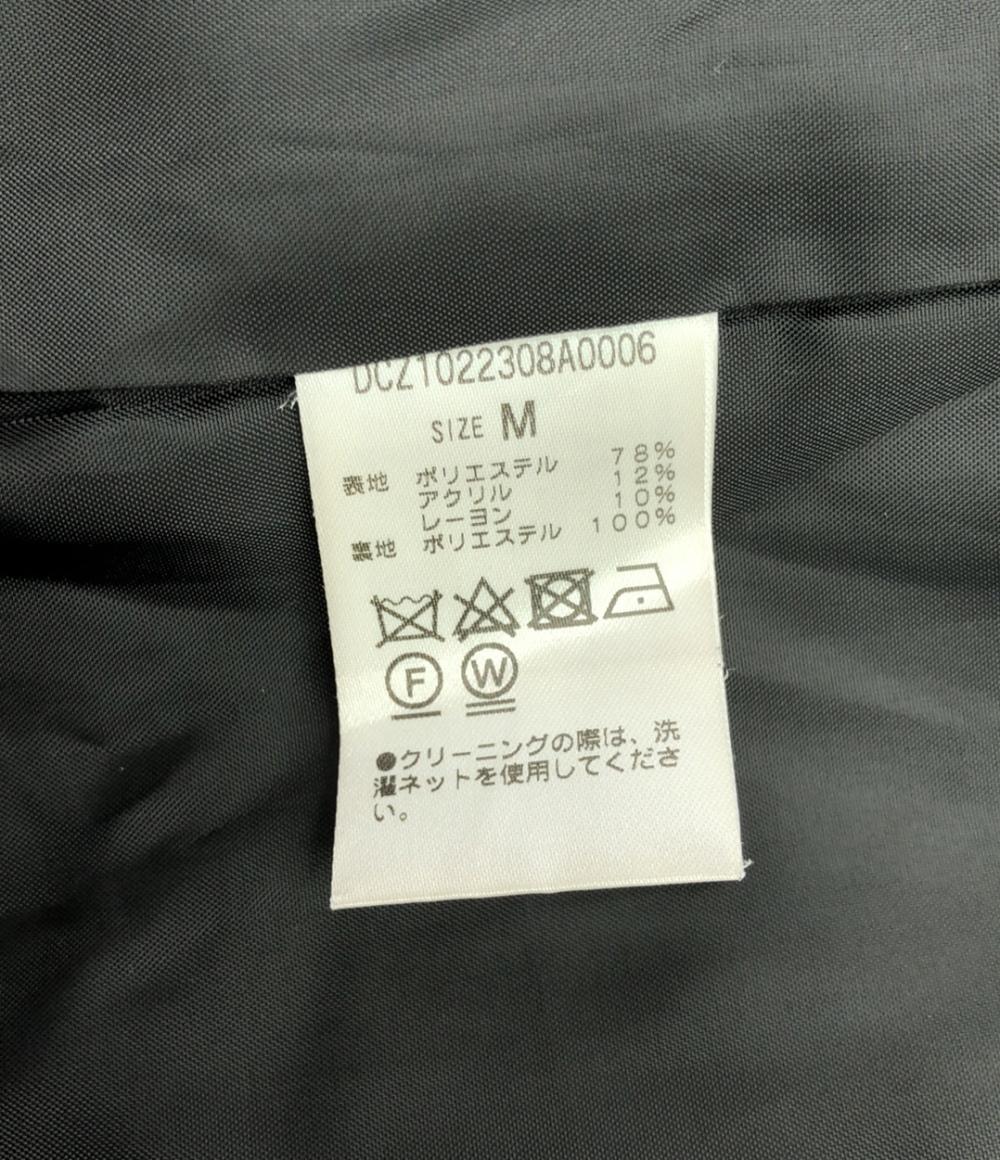 DCZ1022308A0006
SIZE M
表地 ポリエステル 78%
アクリル 12%
レーヨン 10%
裏地 ポリエステル 100%
F W
●クリーニングの際は、洗
濯ネットを使用してくださ
い。